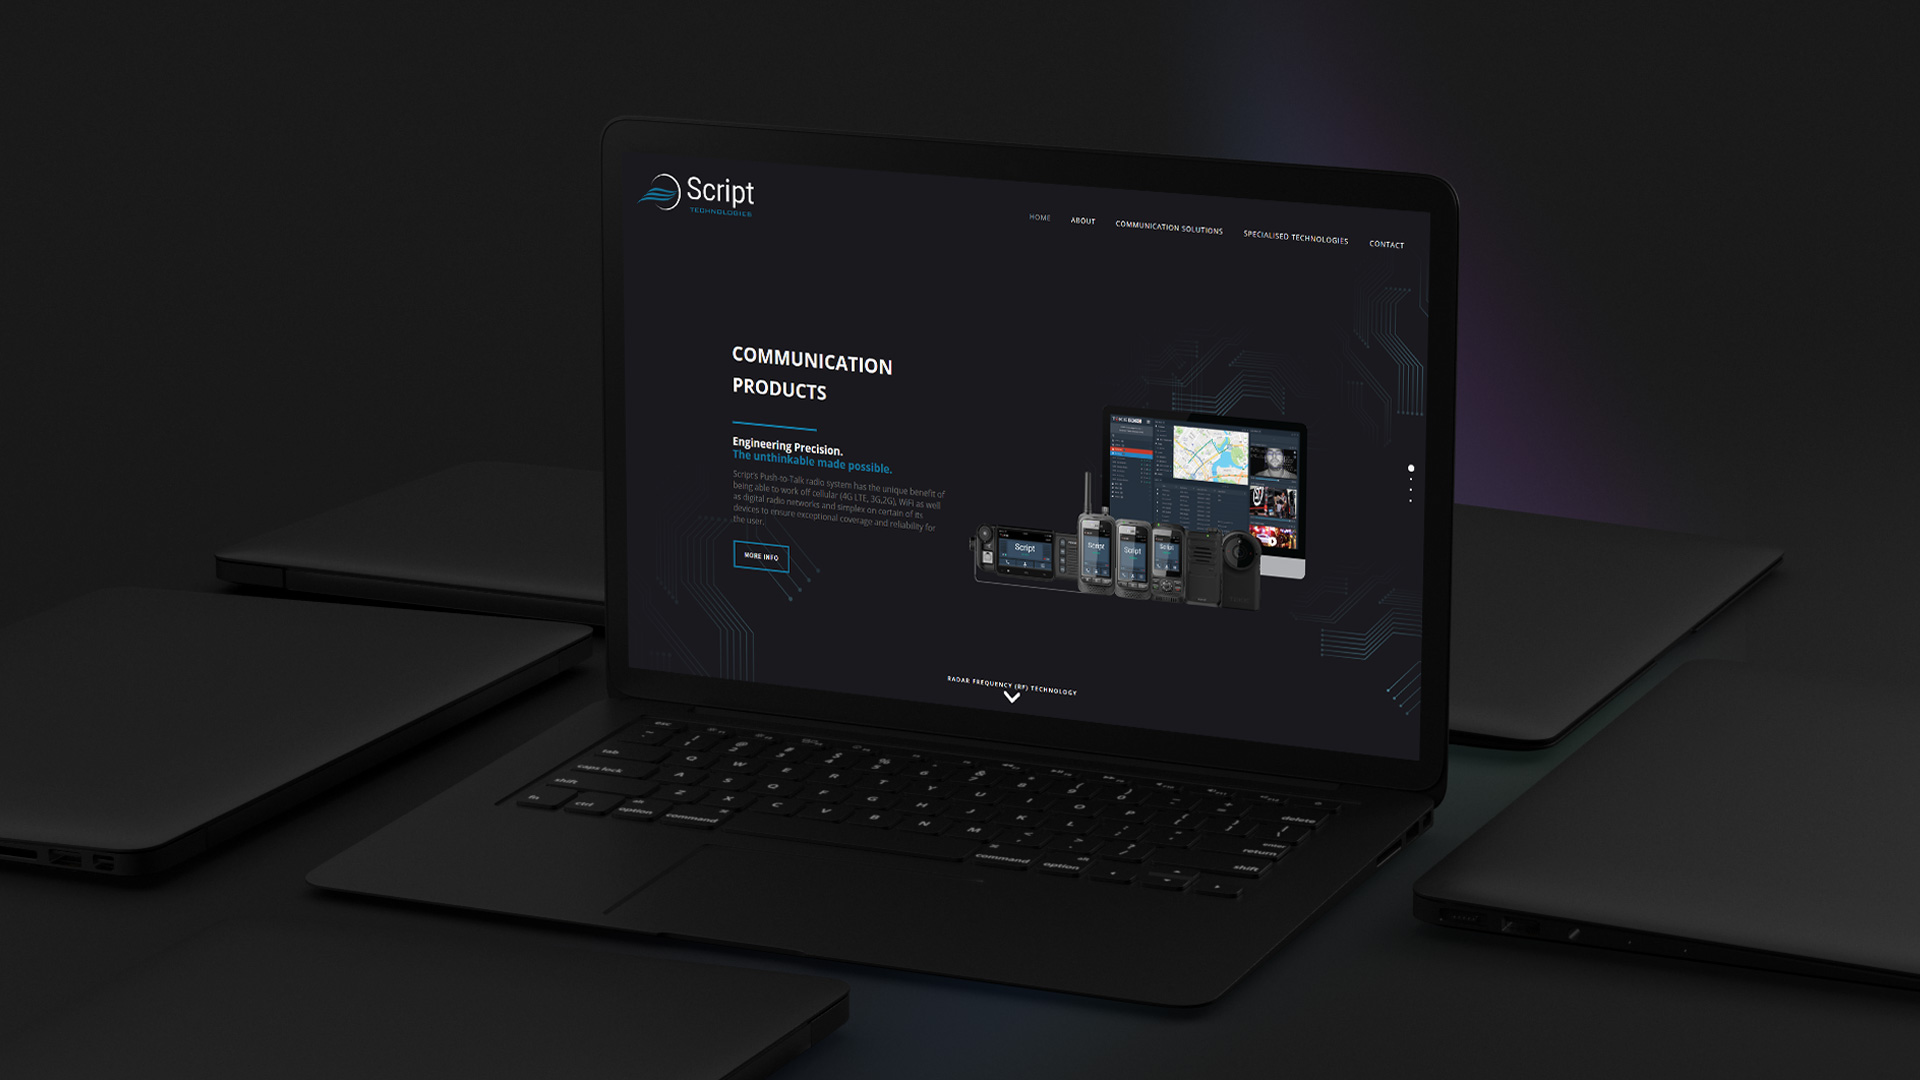 Script
TECHNOLOGIES
HOME
ABOUT
COMMUNICATION SOLUTIONS
SPECIALISED TECHNOLOGIES
CONTACT
COMMUNICATION
PRODUCTS
Engineering Precision.
The unthinkable made possible.
Script's Push-to-Talk radio system has the unique benefit of
being able to work off cellular (4G LTE, 3G,2G), WiFi as well
as digital radio networks and simplex on certain of its
devices to ensure exceptional coverage and reliability for
the user.
MORE INFO
Script
Script
Script
Script
RADAR FREQUENCY (RF) TECHNOLOGY
esc
tab
Q W E R T Y U I O P
delete
caps lock
A S D F G H J K L
enter
return
shift
Z X C V B N M
shift
fn
ctrl
alt
option
command
command
alt
option